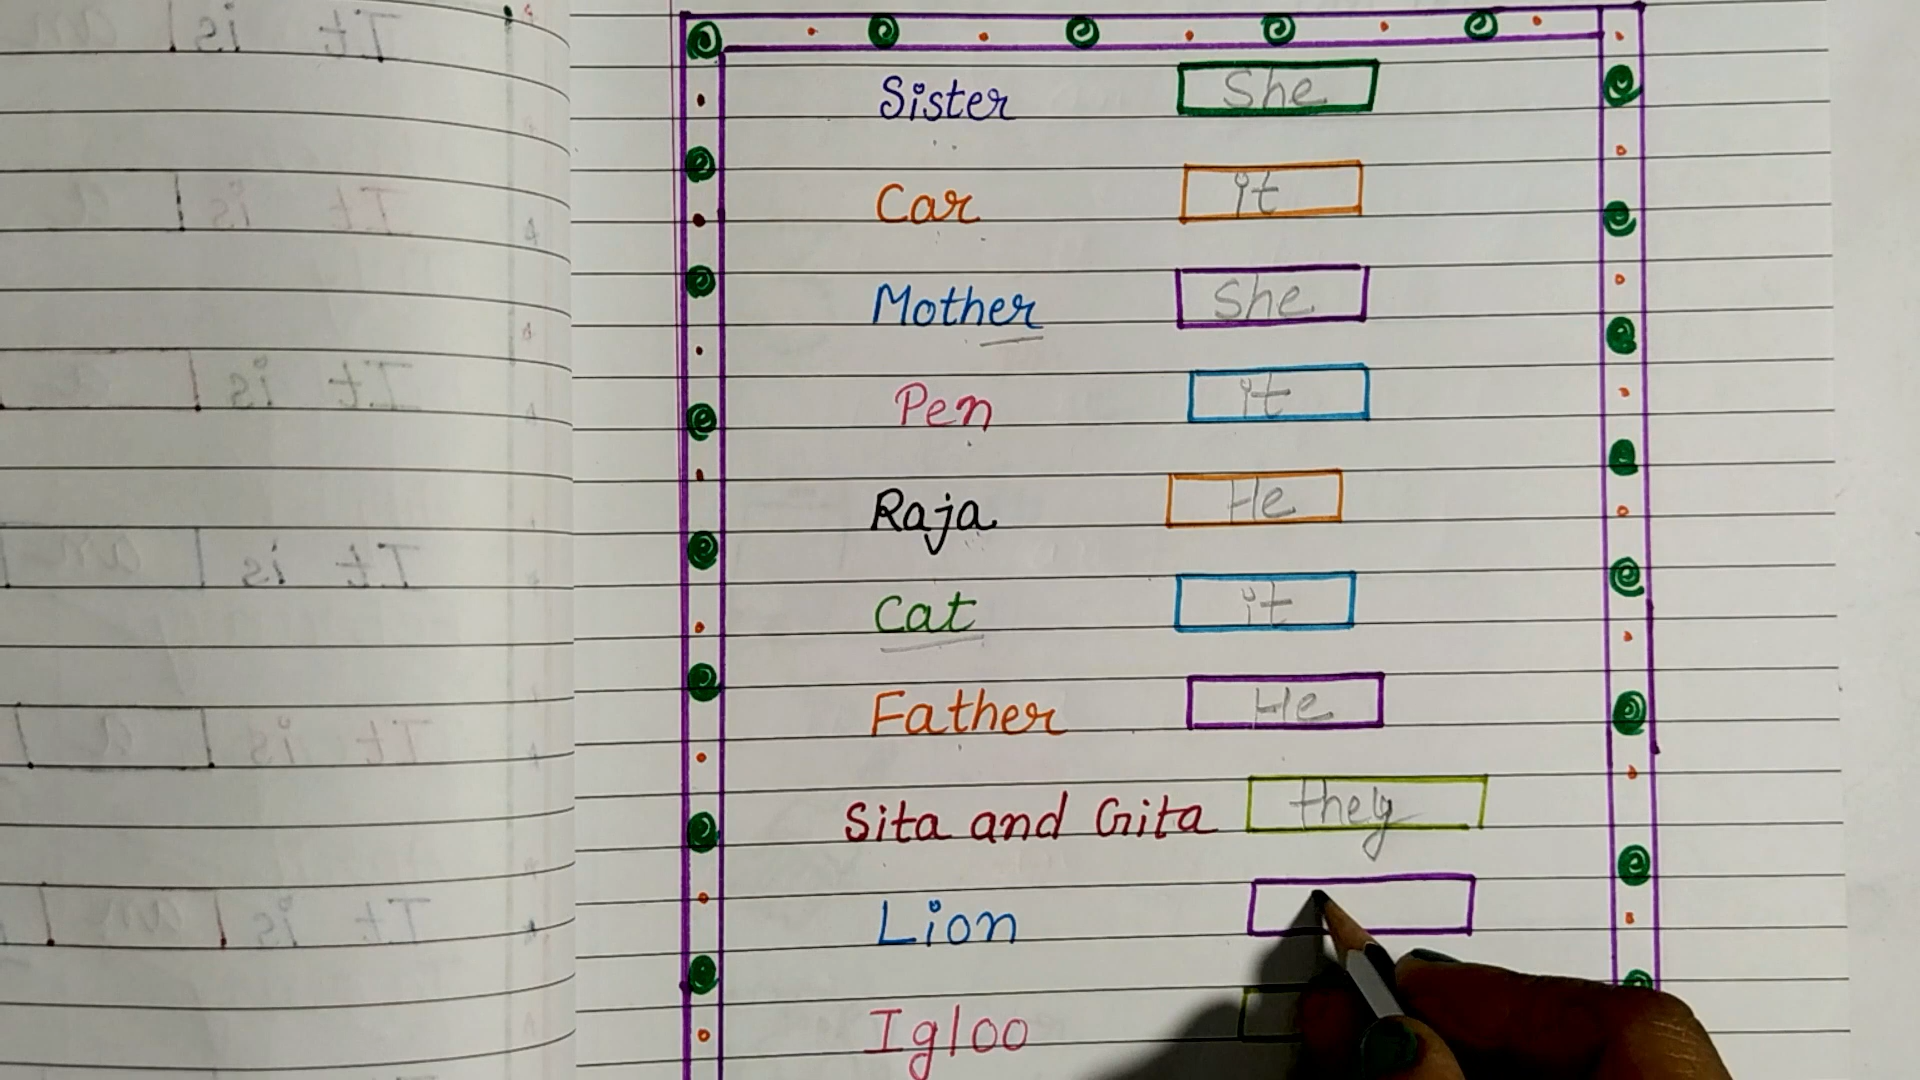 Sister She
Car it
Mother She
Pen it
Raja He
Cat it
Father He
Sita and Gita they
Lion
Igloo